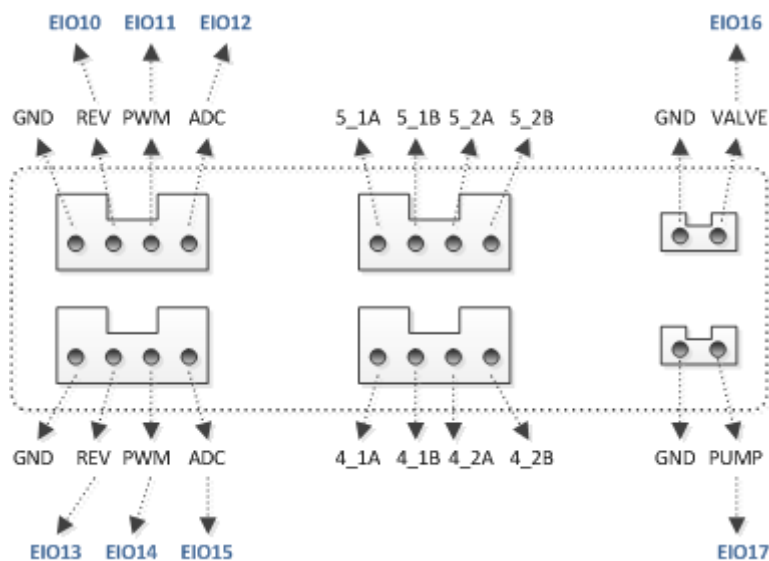 EIO10 EIO11 EIO12 EIO16
GND REV PWM ADC 5_1A 5_1B 5_2A 5_2B GND VALVE
GND REV PWM ADC 4_1A 4_1B 4_2A 4_2B GND PUMP
EIO13 EIO14 EIO15 EIO17